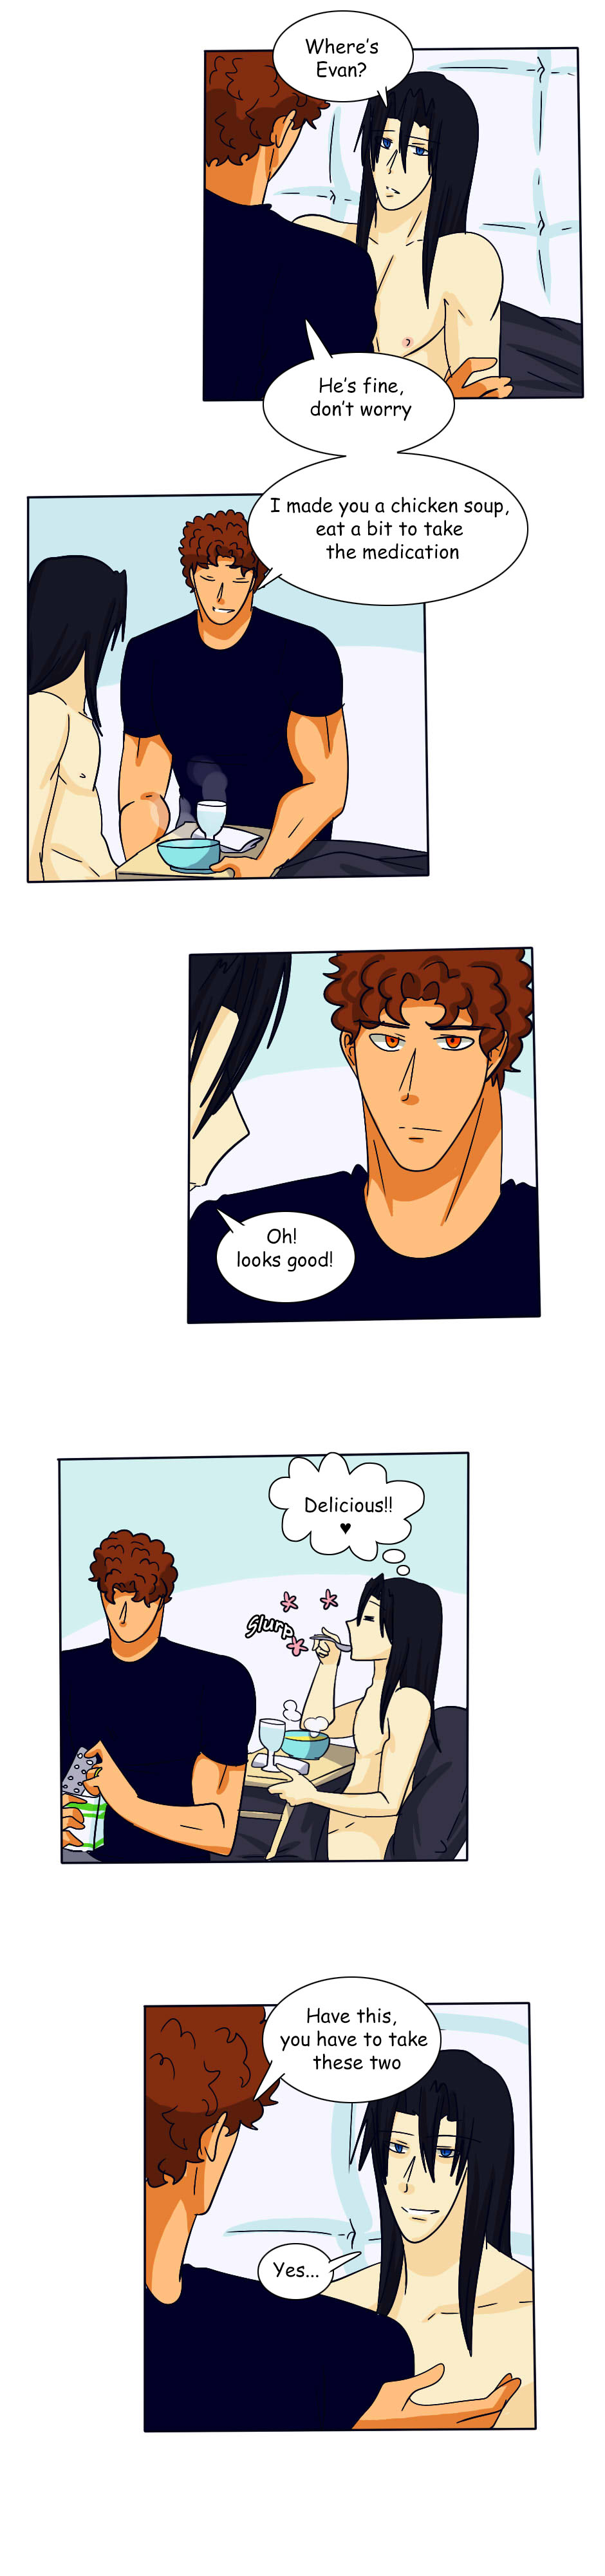 Where's
Evan?
He's fine,
don't worry
I made you a chicken soup,
eat a bit to take
the medication
Oh!
looks good!
Delicious!!
♥
Slurp
Have this,
you have to take
these two
Yes...